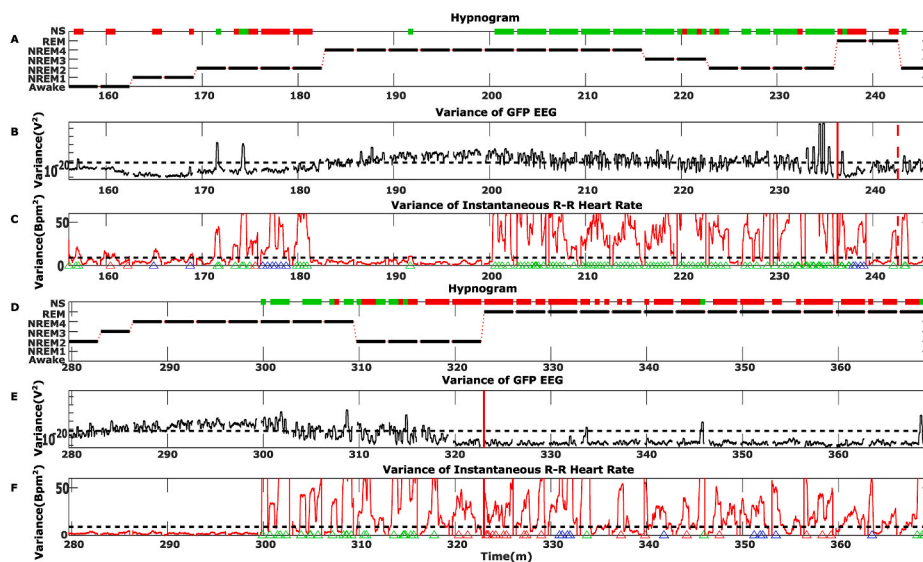 Hypnogram
A
NS
REM
NREM4
NREM3
NREM2
NREM1
Awake
160 170 180 190 200 210 220 230 240
Variance of GFP EEG
B
Variance(V²)
10⁻²⁰
160 170 180 190 200 210 220 230 240
Variance of Instantaneous R-R Heart Rate
C
Variance(Bpm²)
50
0
160 170 180 190 200 210 220 230 240
Hypnogram
D
NS
REM
NREM4
NREM3
NREM2
NREM1
Awake
280 290 300 310 320 330 340 350 360
Variance of GFP EEG
E
Variance(V²)
10⁻²⁰
280 290 300 310 320 330 340 350 360
Variance of Instantaneous R-R Heart Rate
F
Variance(Bpm²)
50
0
280 290 300 310 320 330 340 350 360
Time(m)